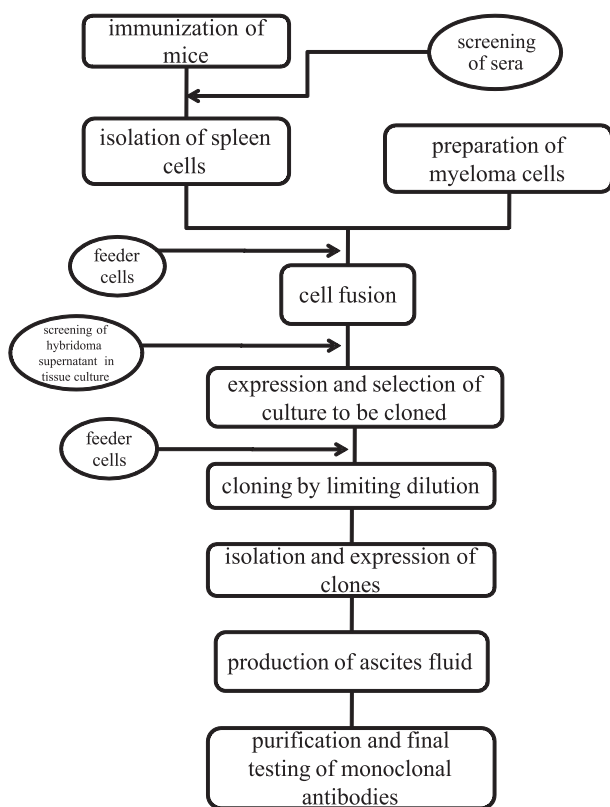 immunization of
mice
screening
of sera
isolation of spleen
cells
preparation of
myeloma cells
feeder
cells
cell fusion
screening of
hybridoma
supernatant in
tissue culture
expression and selection of
culture to be cloned
feeder
cells
cloning by limiting dilution
isolation and expression of
clones
production of ascites fluid
purification and final
testing of monoclonal
antibodies